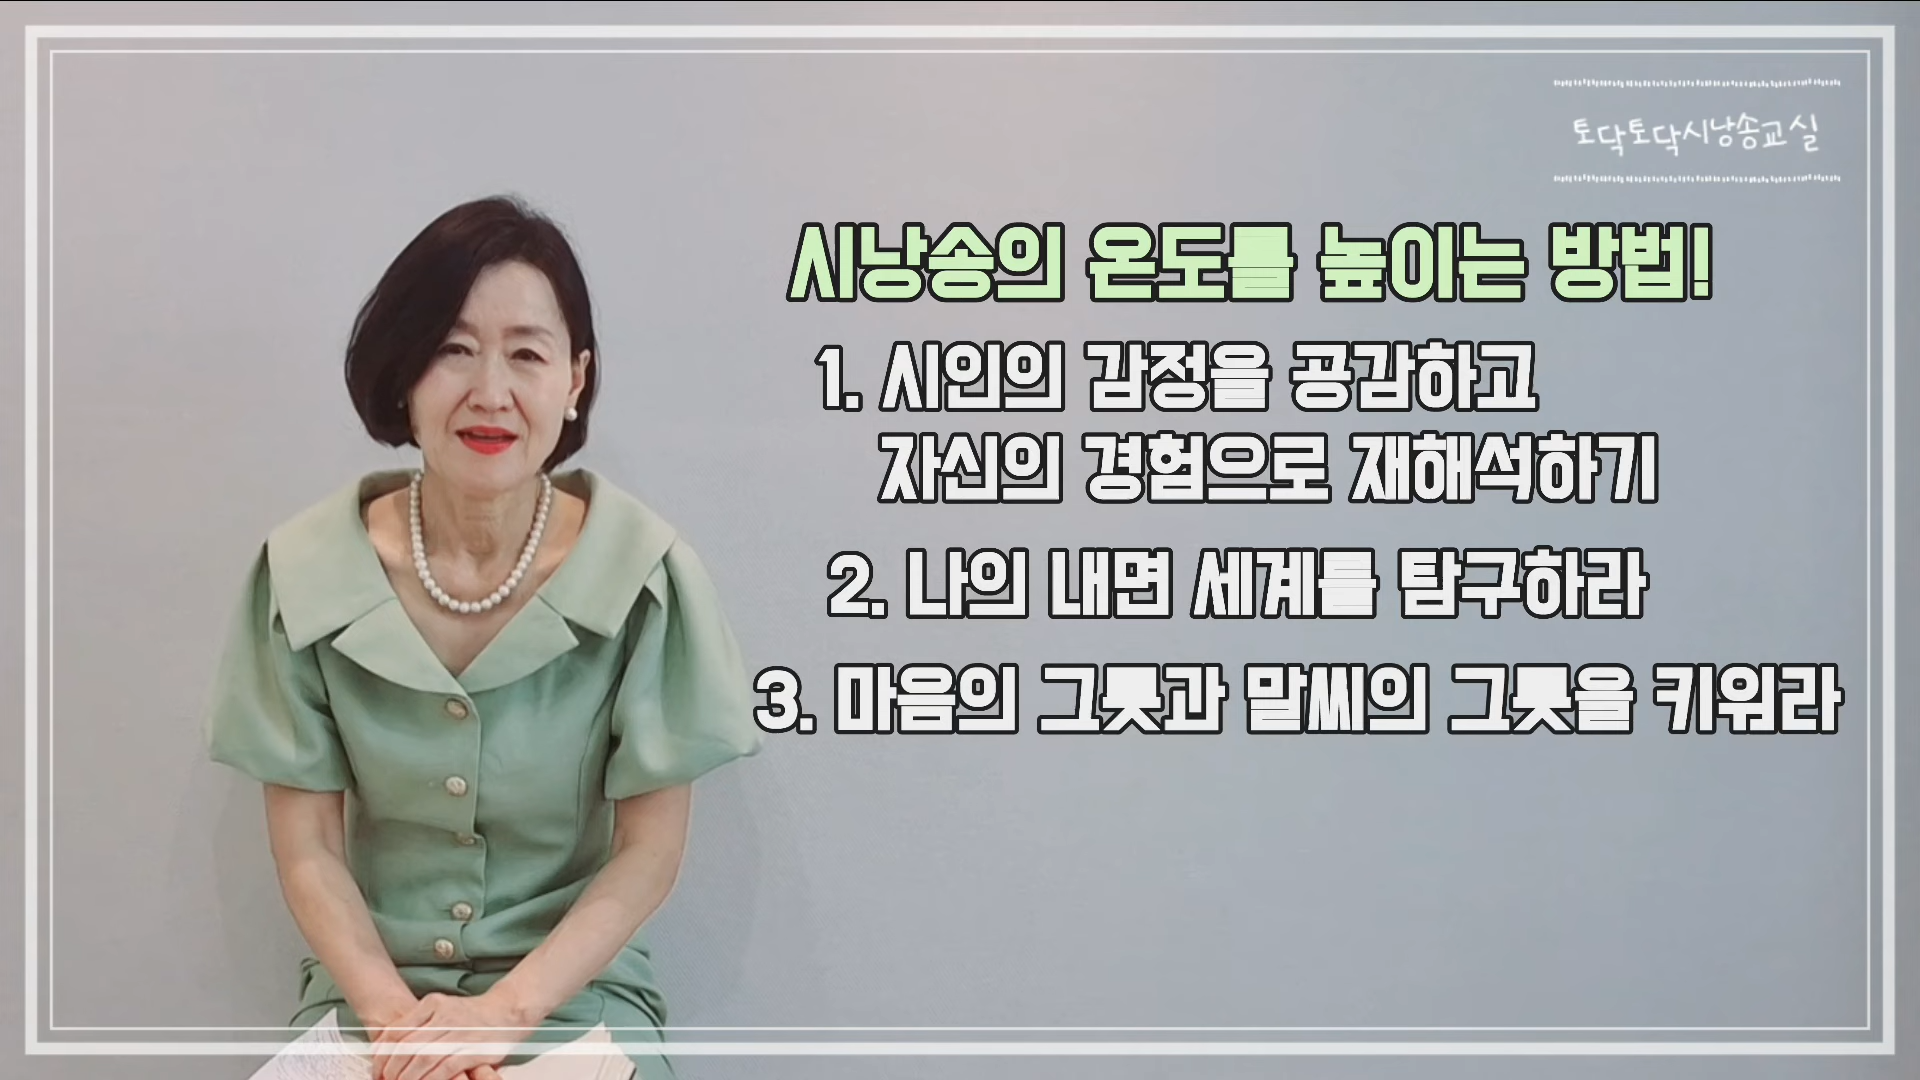 토닥토닥시낭송교실
시낭송의 온도를 높이는 방법!
1. 시인의 감정을 공감하고
자신의 경험으로 재해석하기
2. 나의 내면 세계를 탐구하라
3. 마음의 그릇과 말씨의 그릇을 키워라